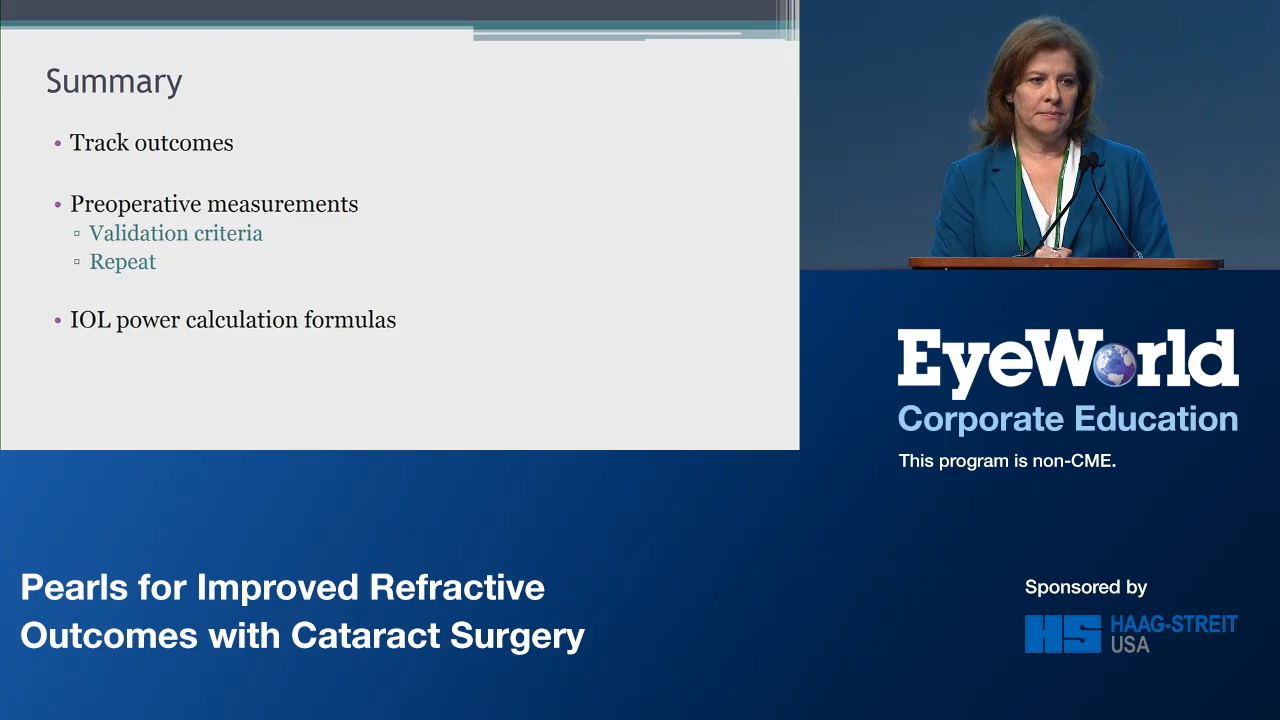 Summary
• Track outcomes
• Preoperative measurements
▫ Validation criteria
▫ Repeat
• IOL power calculation formulas
EyeWorld
Corporate Education
This program is non-CME.
Pearls for Improved Refractive
Outcomes with Cataract Surgery
Sponsored by
HS HAAG-STREIT
USA